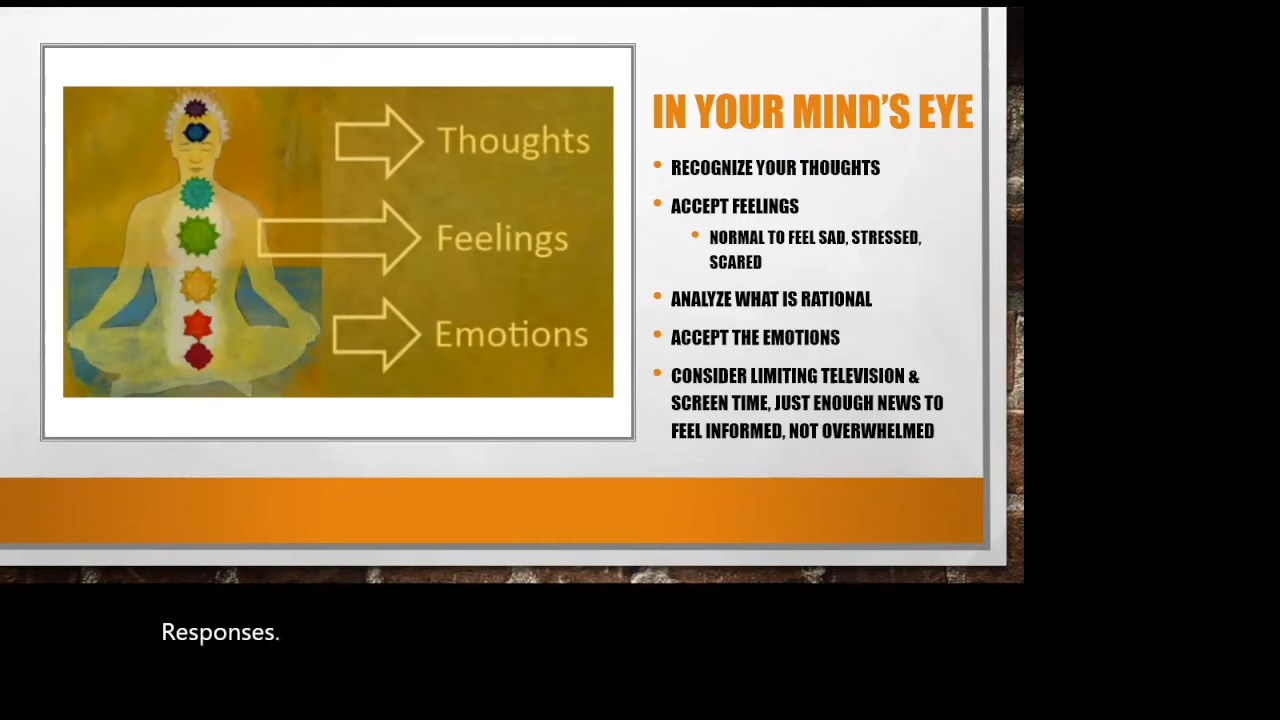 Thoughts
Feelings
Emotions
IN YOUR MIND'S EYE
• RECOGNIZE YOUR THOUGHTS
• ACCEPT FEELINGS
• NORMAL TO FEEL SAD, STRESSED,
SCARED
• ANALYZE WHAT IS RATIONAL
• ACCEPT THE EMOTIONS
• CONSIDER LIMITING TELEVISION &
SCREEN TIME, JUST ENOUGH NEWS TO
FEEL INFORMED, NOT OVERWHELMED
Responses.